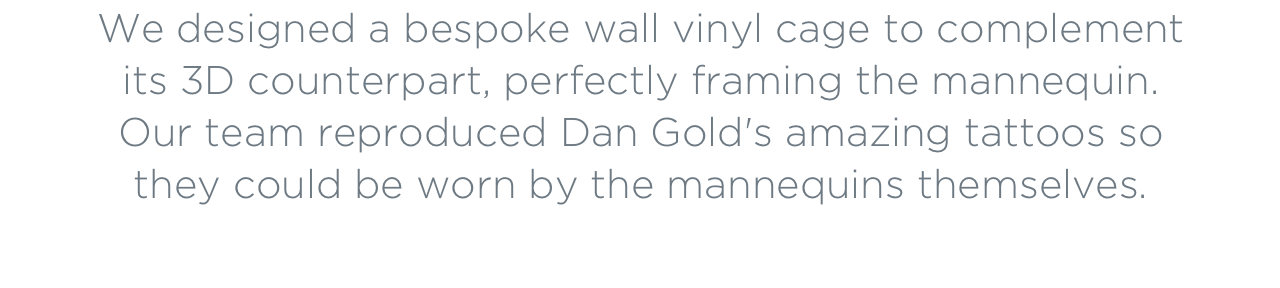 We designed a bespoke wall vinyl cage to complement
its 3D counterpart, perfectly framing the mannequin.
Our team reproduced Dan Gold's amazing tattoos so
they could be worn by the mannequins themselves.